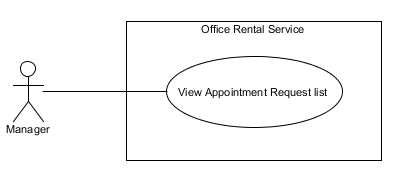 Office Rental Service
View Appointment Request list
Manager